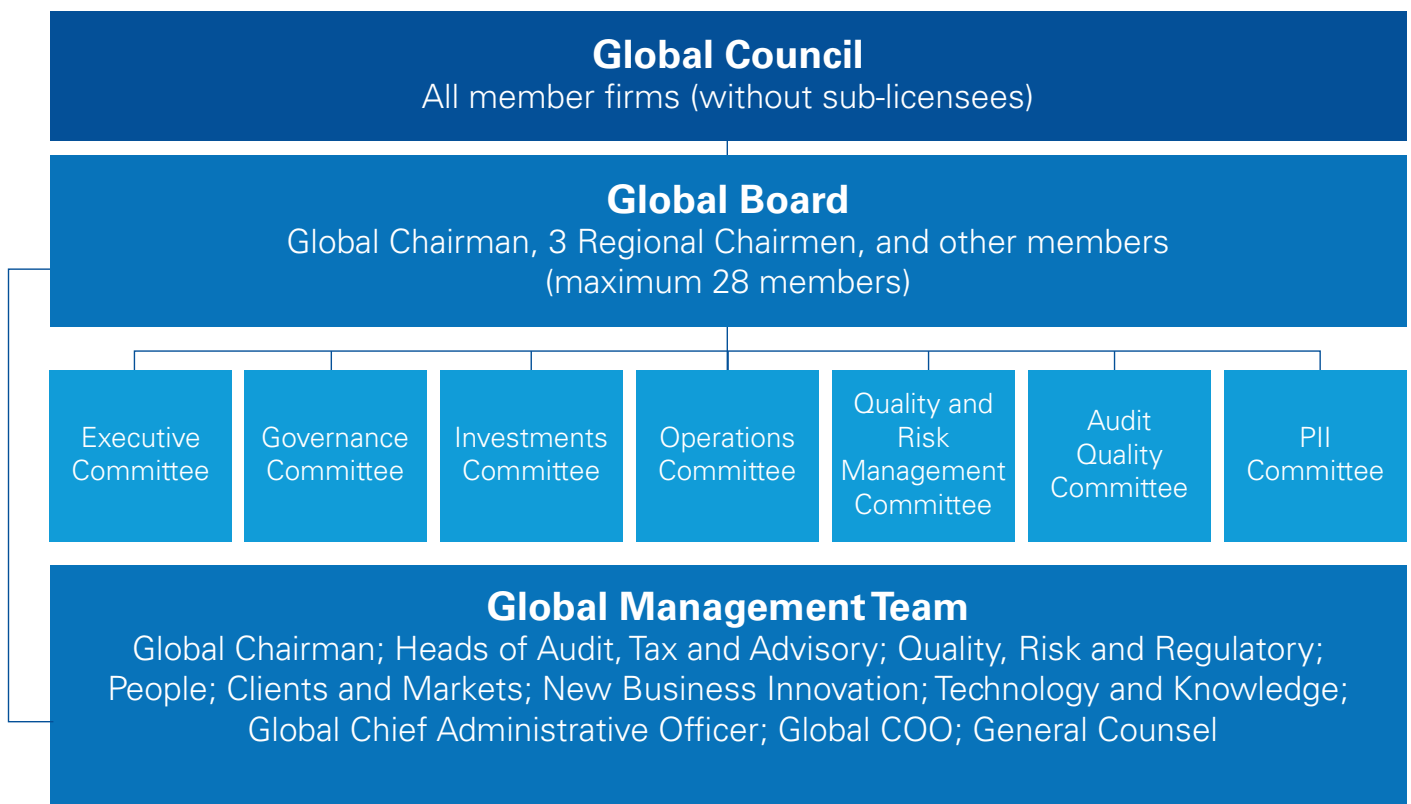 Global Council
All member firms (without sub-licensees)
Global Board
Global Chairman, 3 Regional Chairmen, and other members
(maximum 28 members)
Executive
Committee
Governance
Committee
Investments
Committee
Operations
Committee
Quality and
Risk
Management
Committee
Audit
Quality
Committee
PII
Committee
Global Management Team
Global Chairman; Heads of Audit, Tax and Advisory; Quality, Risk and Regulatory;
People; Clients and Markets; New Business Innovation; Technology and Knowledge;
Global Chief Administrative Officer; Global COO; General Counsel